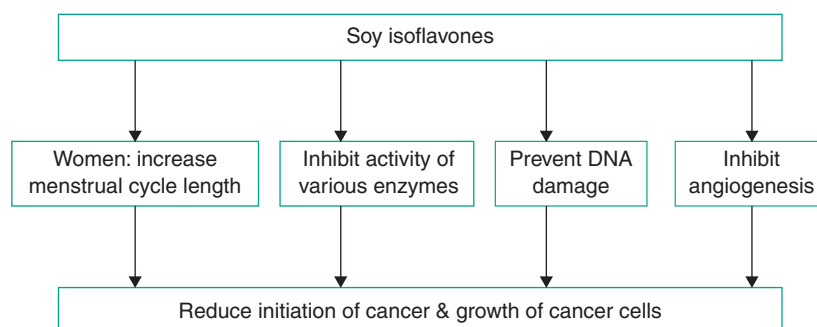 Soy isoflavones
Women: increase
menstrual cycle length
Inhibit activity of
various enzymes
Prevent DNA
damage
Inhibit
angiogenesis
Reduce initiation of cancer & growth of cancer cells